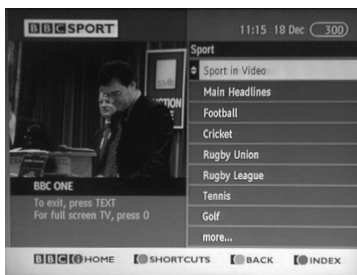 BBC SPORT
11:15 18 Dec 300
Sport
Sport in Video
Main Headlines
Football
Cricket
Rugby Union
Rugby League
Tennis
Golf
more...
BBC ONE
To exit, press TEXT
For full screen TV, press 0
BBCi HOME SHORTCUTS BACK INDEX